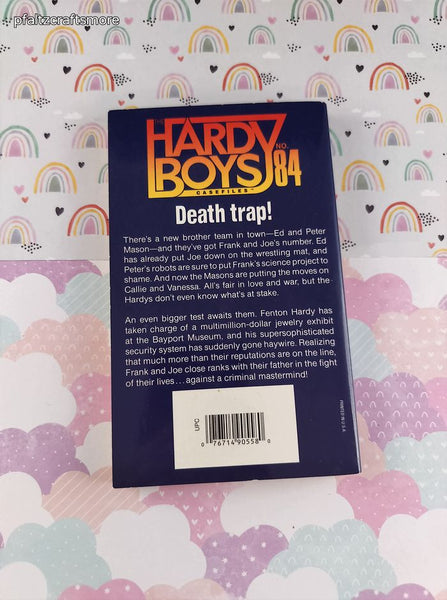 pfaltzcraftsmore
THE
HARDY
BOYS NO. 84
CASEFILES™
Death trap!
There's a new brother team in town—Ed and Peter
Mason—and they've got Frank and Joe's number. Ed
has already put Joe down on the wrestling mat, and
Peter's robots are sure to put Frank's science project to
shame. And now the Masons are putting the moves on
Callie and Vanessa. All's fair in love and war, but the
Hardys don't even know what's at stake.
An even bigger test awaits them. Fenton Hardy has
taken charge of a multimillion-dollar jewelry exhibit
at the Bayport Museum, and his supersophisticated
security system has suddenly gone haywire. Realizing
that much more than their reputations are on the line,
Frank and Joe close ranks with their father in the fight
of their lives . . . against a criminal mastermind!
UPC
0 76714 90558 0
PRINTED IN U.S.A.